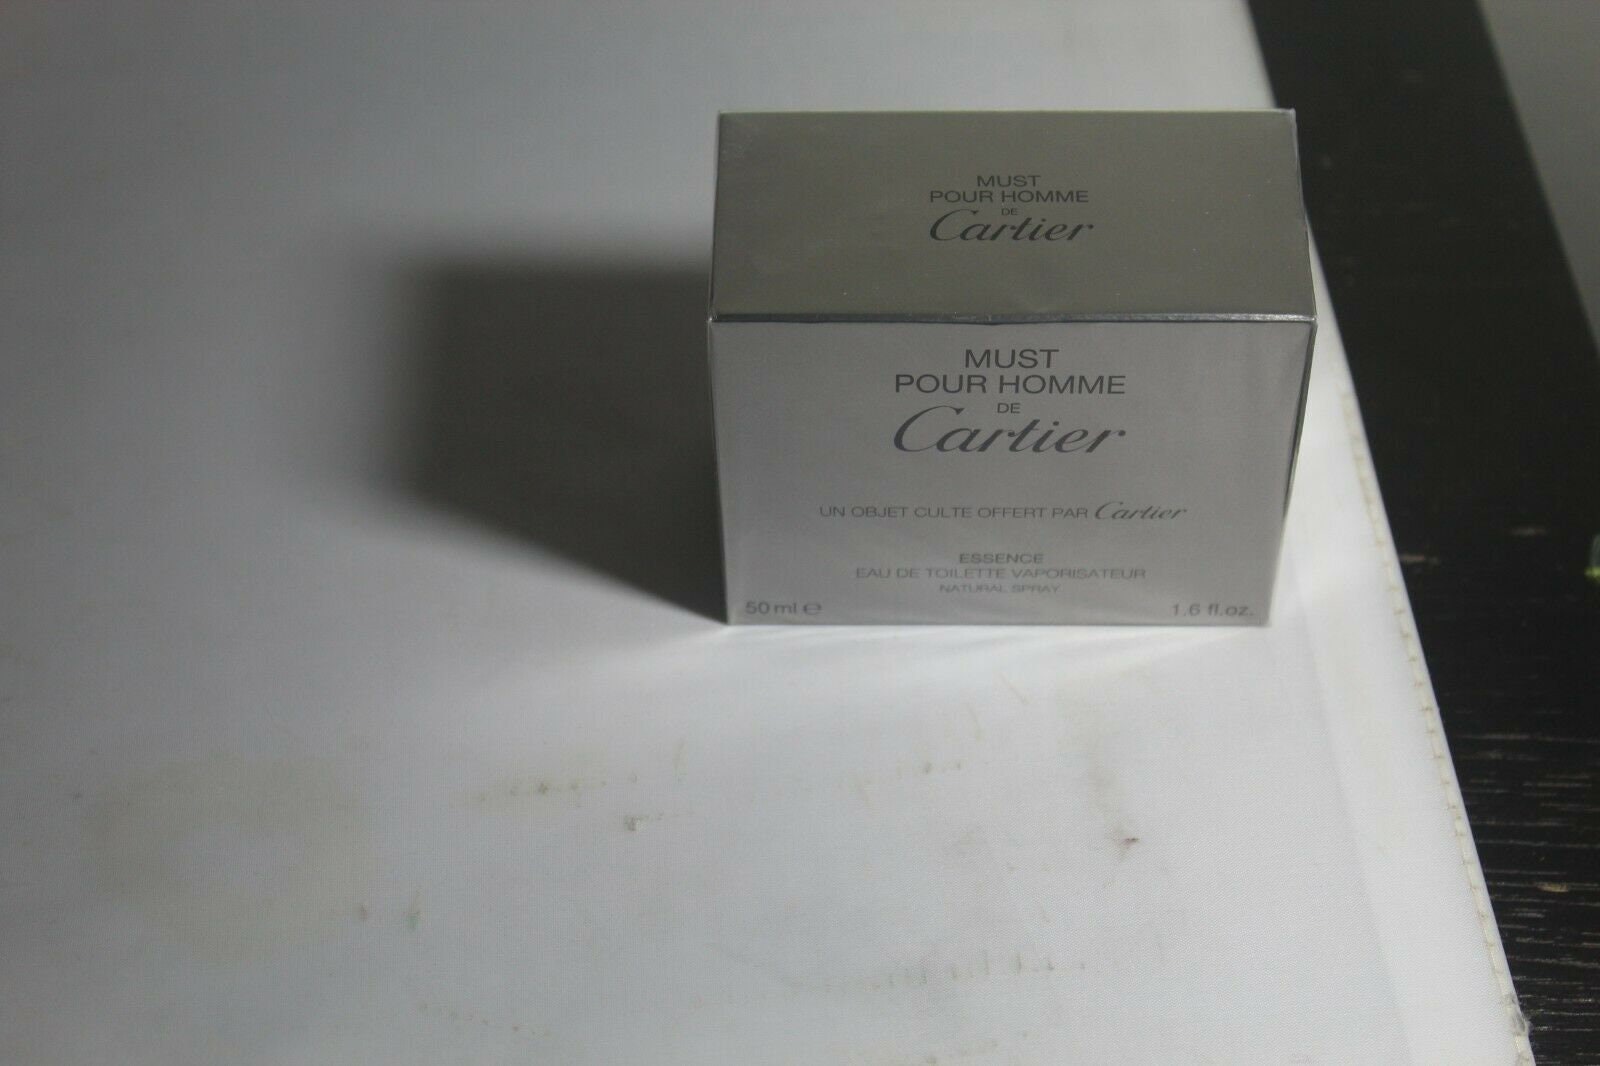 MUST
POUR HOMME
DE
Cartier
MUST
POUR HOMME
DE
Cartier
UN OBJET CULTE OFFERT PAR Cartier
ESSENCE
EAU DE TOILETTE VAPORISATEUR
NATURAL SPRAY
50 ml ℮ 1.6 fl.oz.